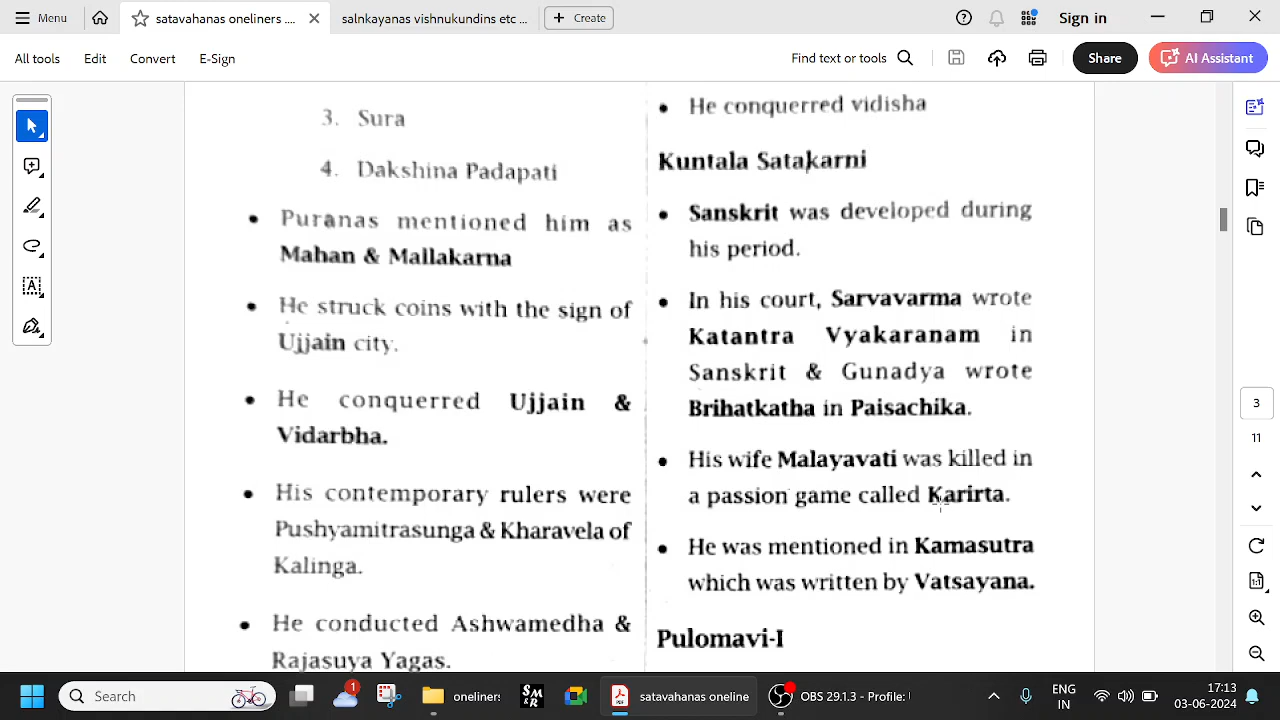 Menu
satavahanas oneliners ....
salnkayanas vishnukundins etc ...
Create
Sign in
All tools
Edit
Convert
E-Sign
Find text or tools
Share
AI Assistant
3. Sura
4. Dakshina Padapati
• Puranas mentioned him as
Mahan & Mallakarna
• He struck coins with the sign of
Ujjain city.
• He conquerred Ujjain &
Vidarbha.
• His contemporary rulers were
Pushyamitrasunga & Kharavela of
Kalinga.
• He conducted Ashwamedha &
Rajasuya Yagas.
• He conquerred vidisha
Kuntala Satakarni
• Sanskrit was developed during
his period.
• In his court, Sarvavarma wrote
Katantra Vyakaranam in
Sanskrit & Gunadya wrote
Brihatkatha in Paisachika.
• His wife Malayavati was killed in
a passion game called Karirta.
• He was mentioned in Kamasutra
which was written by Vatsayana.
Pulomavi-I
3
11
1:1
Search
1
oneliners
SM
R
satavahanas oneline
OBS 29.1.3 - Profile:
ENG
IN
17:13
03-06-2024